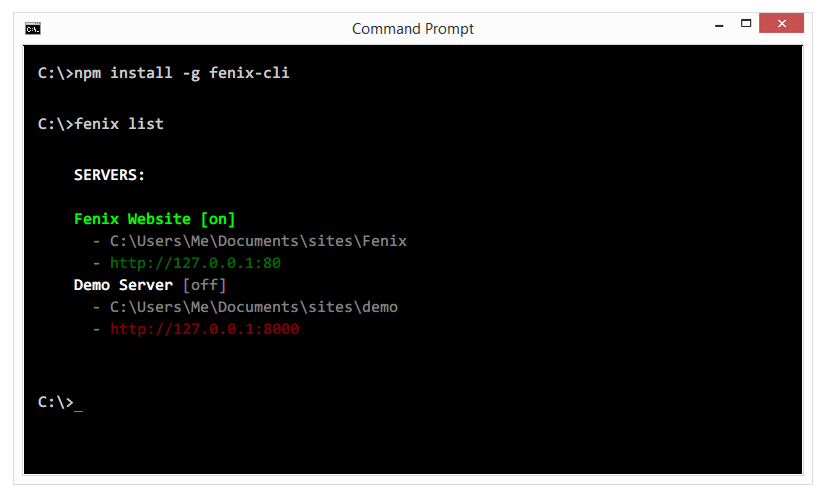 Command Prompt
C:\>npm install -g fenix-cli
C:\>fenix list
SERVERS:
Fenix Website [on]
- C:\Users\Me\Documents\sites\Fenix
- http://127.0.0.1:80
Demo Server [off]
- C:\Users\Me\Documents\sites\demo
- http://127.0.0.1:8000
C:\>_